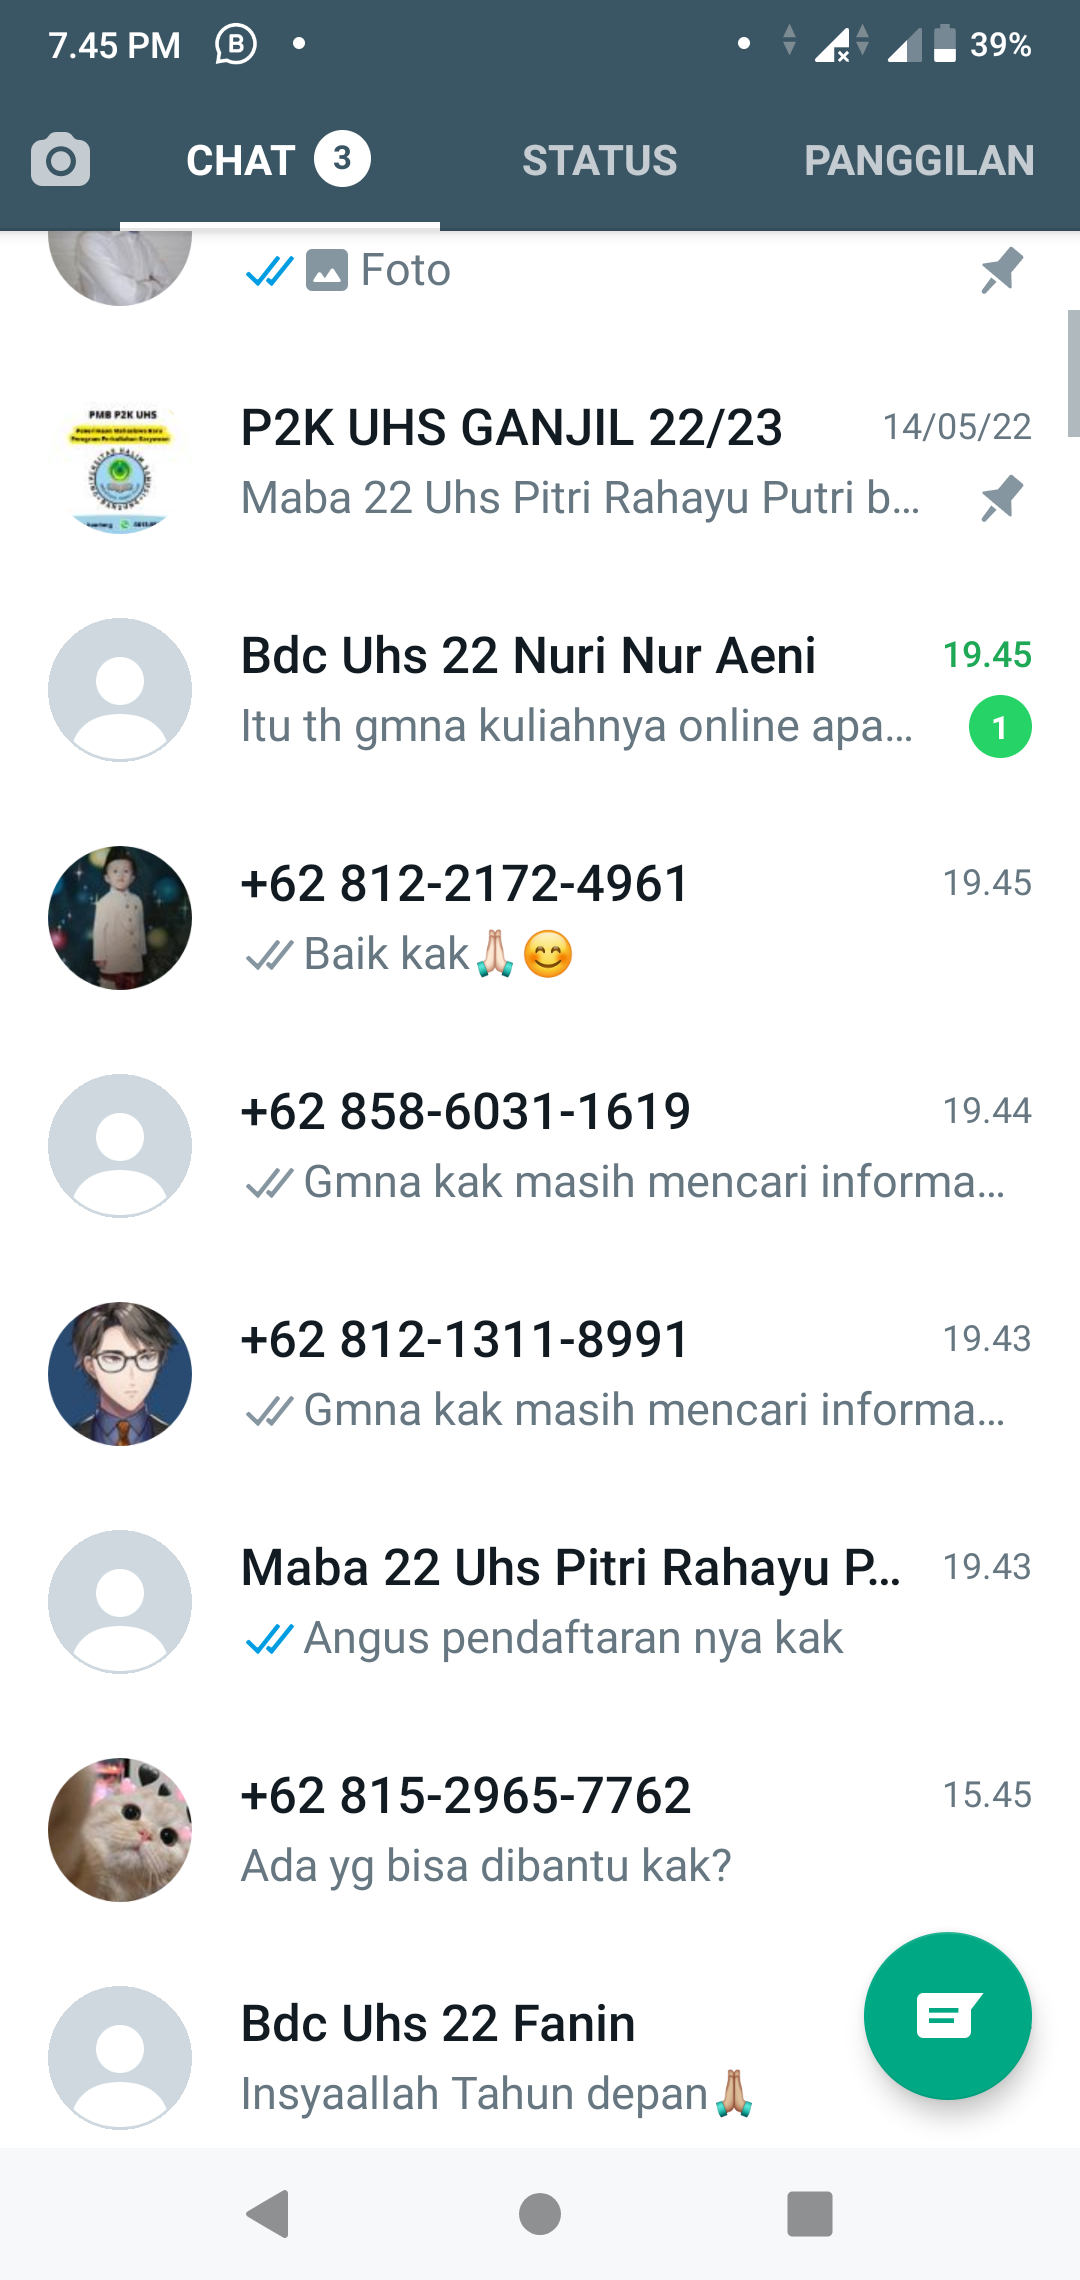 7.45 PM B 39%
CHAT 3 STATUS PANGGILAN
Foto
PMB P2K UHS
P2K UHS GANJIL 22/23 14/05/22
Maba 22 Uhs Pitri Rahayu Putri b...
Bdc Uhs 22 Nuri Nur Aeni 19.45
Itu th gmna kuliahnya online apa... 1
+62 812-2172-4961 19.45
Baik kak🙏🏻😊
+62 858-6031-1619 19.44
Gmna kak masih mencari informa...
+62 812-1311-8991 19.43
Gmna kak masih mencari informa...
Maba 22 Uhs Pitri Rahayu P... 19.43
Angus pendaftaran nya kak
+62 815-2965-7762 15.45
Ada yg bisa dibantu kak?
Bdc Uhs 22 Fanin
Insyaallah Tahun depan🙏🏼